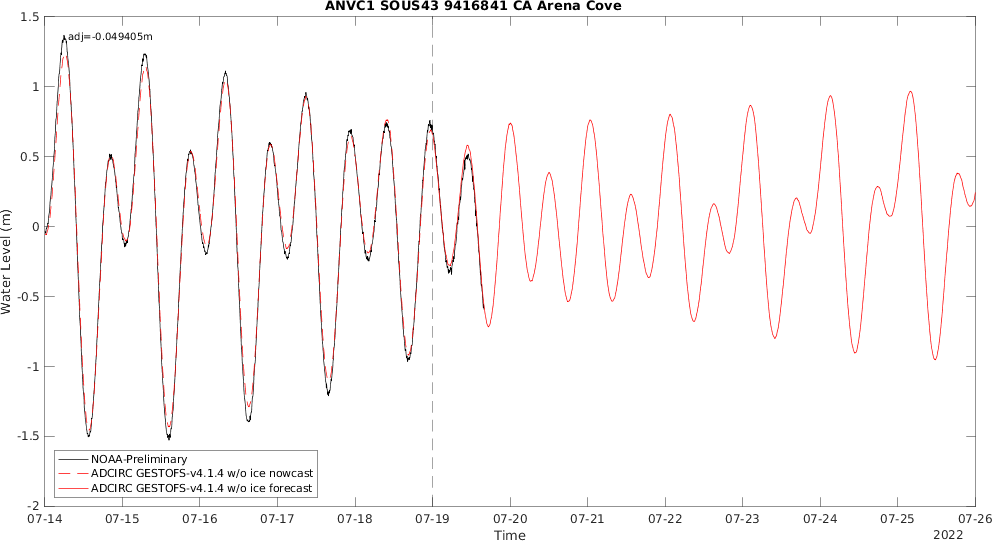 ANVC1 SOUS43 9416841 CA Arena Cove
adj=-0.049405m
1.5
1
0.5
0
-0.5
-1
-1.5
-2
Water Level (m)
NOAA-Preliminary
ADCIRC GESTOFS-v4.1.4 w/o ice nowcast
ADCIRC GESTOFS-v4.1.4 w/o ice forecast
07-14 07-15 07-16 07-17 07-18 07-19 07-20 07-21 07-22 07-23 07-24 07-25 07-26
Time
2022